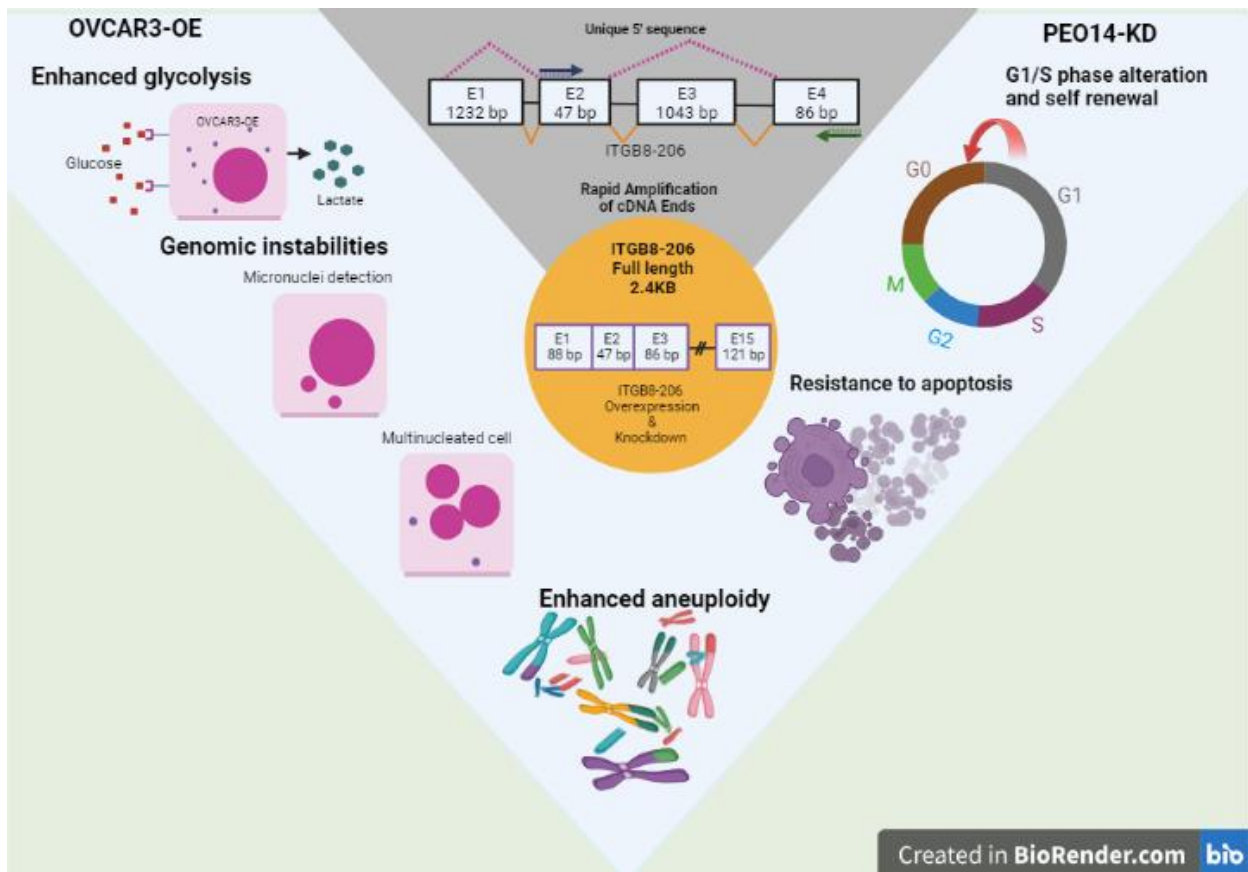 OVCAR3-OE
Enhanced glycolysis
OVCAR3-OE
Glucose
Lactate
Genomic instabilities
Micronuclei detection
Multinucleated cell
Unique 5' sequence
E1
1232 bp
E2
47 bp
E3
1043 bp
E4
86 bp
ITGB8-206
Rapid Amplification
of cDNA Ends
ITGB8-206
Full length
2.4KB
E1
88 bp
E2
47 bp
E3
86 bp
E15
121 bp
ITGB8-206
Overexpression
&
Knockdown
PEO14-KD
G1/S phase alteration
and self renewal
G0
G1
M
G2
S
Resistance to apoptosis
Enhanced aneuploidy
Created in BioRender.com bio